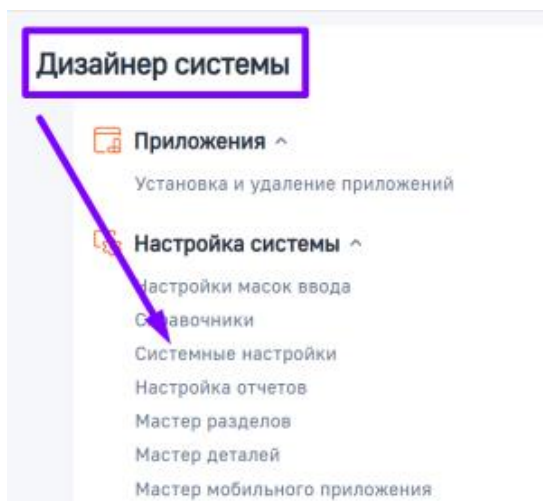 Дизайнер системы
Приложения
Установка и удаление приложений
Настройка системы
Настройки масок ввода
Справочники
Системные настройки
Настройка отчетов
Мастер разделов
Мастер деталей
Мастер мобильного приложения